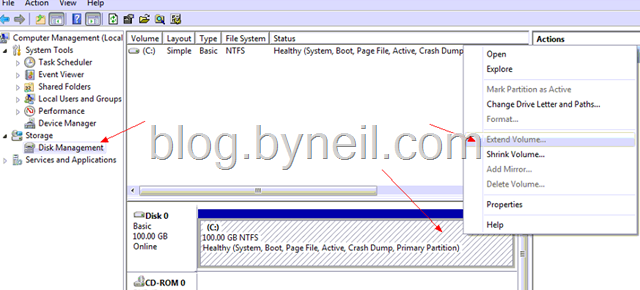 File Action View Help
Computer Management (Local
System Tools
Task Scheduler
Event Viewer
Shared Folders
Local Users and Groups
Performance
Device Manager
Storage
Disk Management
Services and Applications
Volume Layout Type File System Status
(C:) Simple Basic NTFS Healthy (System, Boot, Page File, Active, Crash Dump
Actions
Open
Explore
Mark Partition as Active
Change Drive Letter and Paths...
Format...
Extend Volume...
Shrink Volume...
Add Mirror...
Delete Volume...
Properties
Help
blog.byneil.com
Disk 0
Basic
100.00 GB
Online
(C:)
100.00 GB NTFS
Healthy (System, Boot, Page File, Active, Crash Dump, Primary Partition)
CD-ROM 0